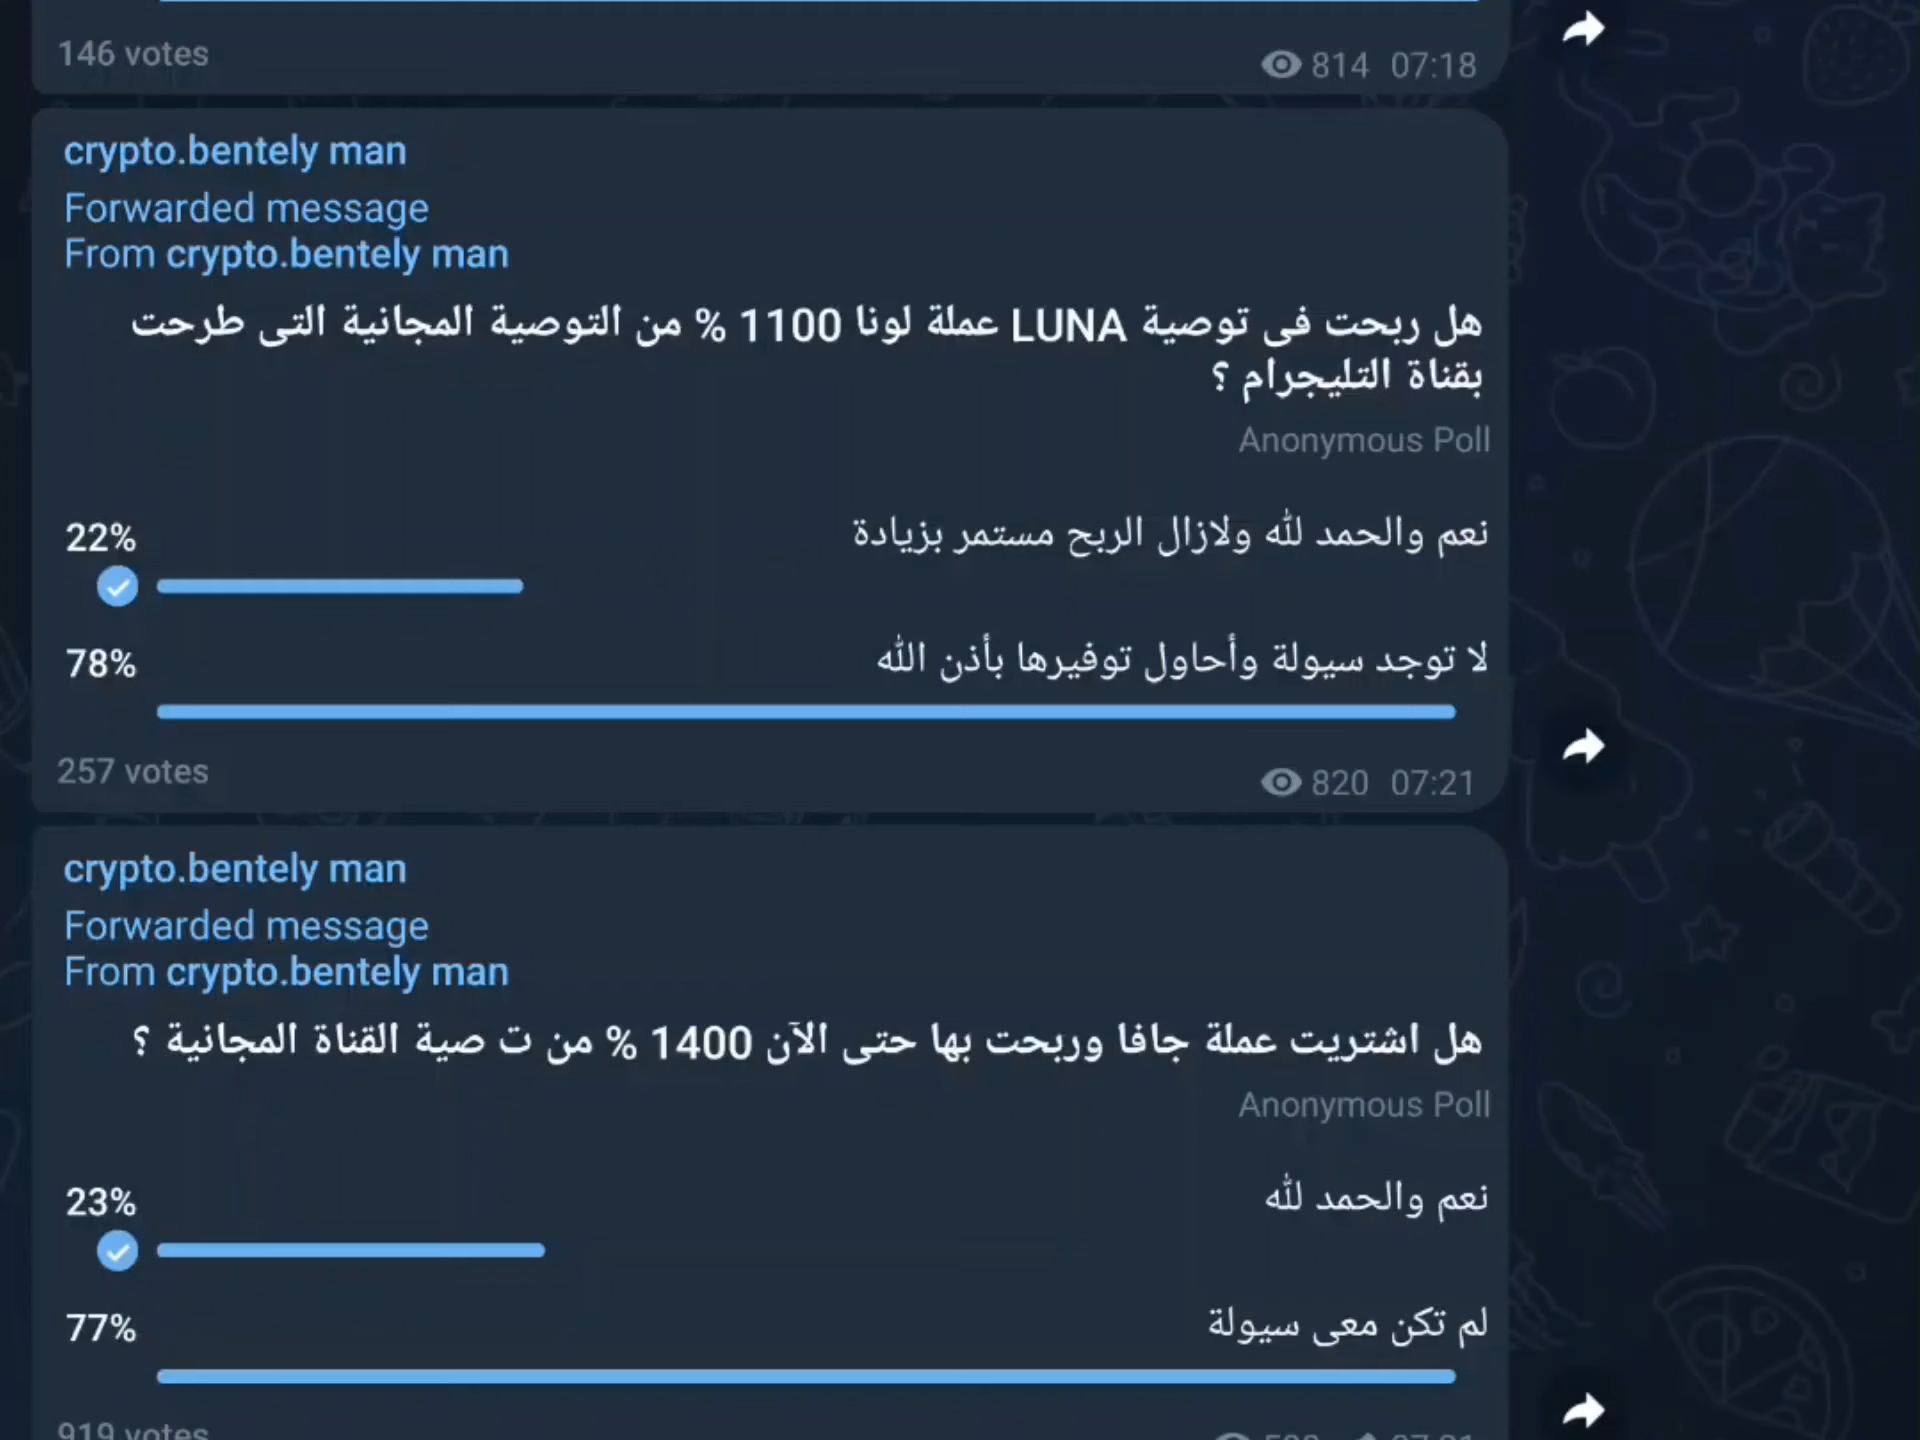 146 votes
814 07:18
crypto.bentely man
Forwarded message
From crypto.bentely man
هل ربحت فى توصية LUNA عملة لونا 1100 % من التوصية المجانية التى طرحت
بقناة التليجرام ؟
Anonymous Poll
22%
نعم والحمد لله ولازال الربح مستمر بزيادة
78%
لا توجد سيولة وأحاول توفيرها بأذن الله
257 votes
820 07:21
crypto.bentely man
Forwarded message
From crypto.bentely man
هل اشتريت عملة جافا وربحت بها حتى الآن 1400 % من ت صية القناة المجانية ؟
Anonymous Poll
23%
نعم والحمد لله
77%
لم تكن معى سيولة
919 votes